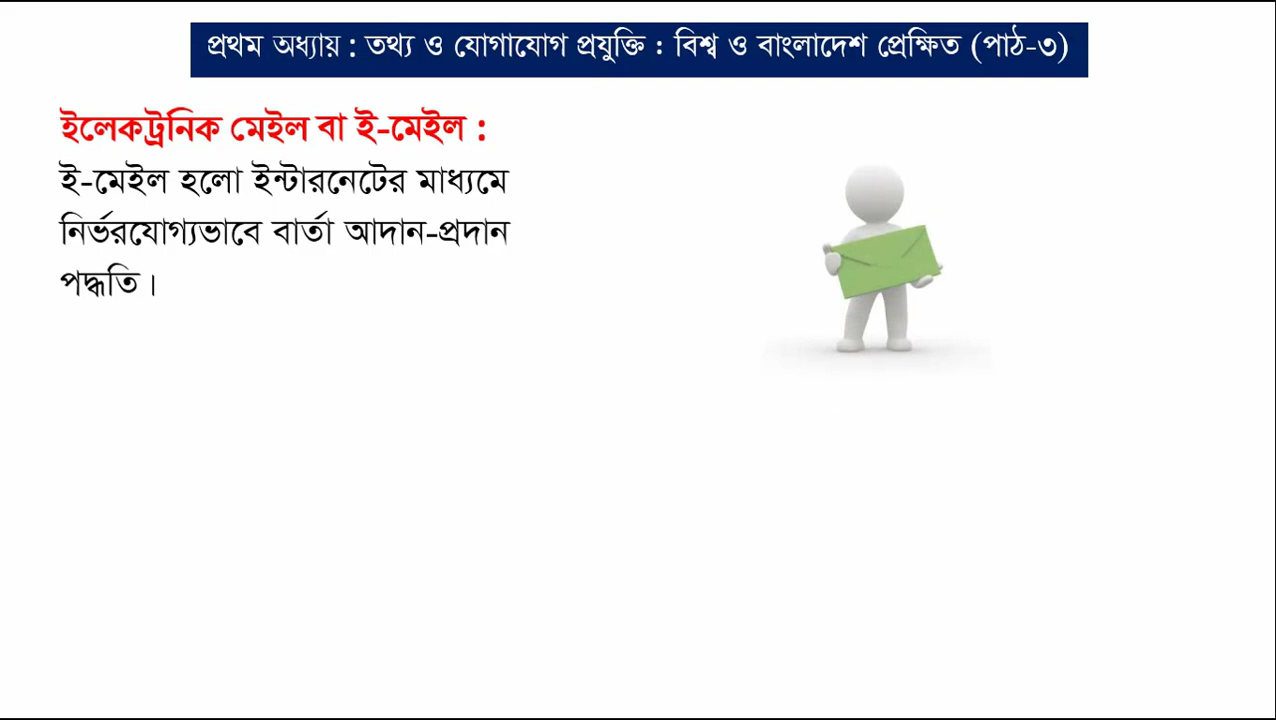 প্রথম অধ্যায় : তথ্য ও যোগাযোগ প্রযুক্তি : বিশ্ব ও বাংলাদেশ প্রেক্ষিত (পাঠ-৩)
ইলেকট্রনিক মেইল বা ই-মেইল :
ই-মেইল হলো ইন্টারনেটের মাধ্যমে
নির্ভরযোগ্যভাবে বার্তা আদান-প্রদান
পদ্ধতি।